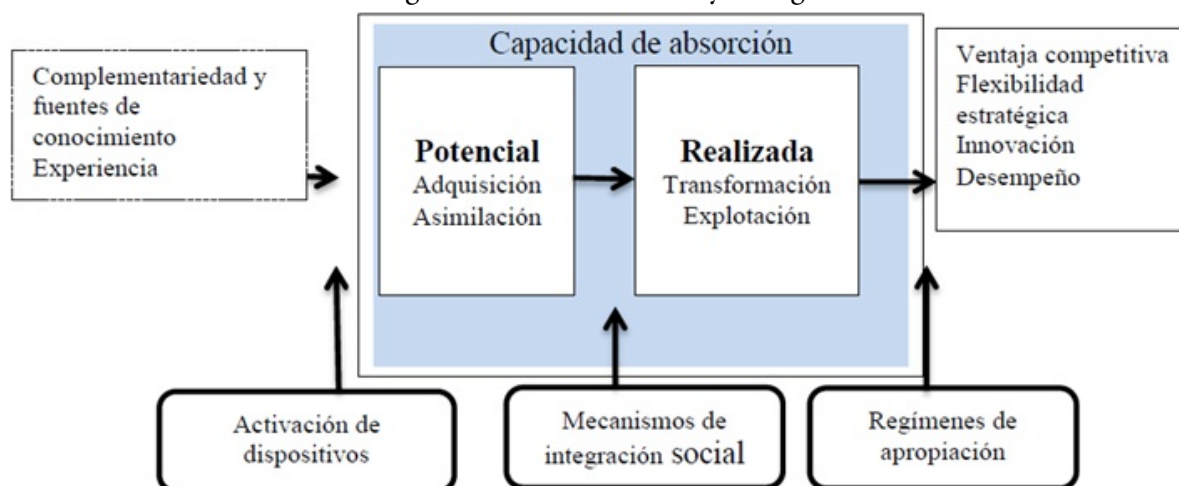 Capacidad de absorción
Complementariedad y
fuentes de
conocimiento
Experiencia
Potencial
Adquisición
Asimilación
Realizada
Transformación
Explotación
Ventaja competitiva
Flexibilidad
estratégica
Innovación
Desempeño
Activación de
dispositivos
Mecanismos de
integración social
Regímenes de
apropiación